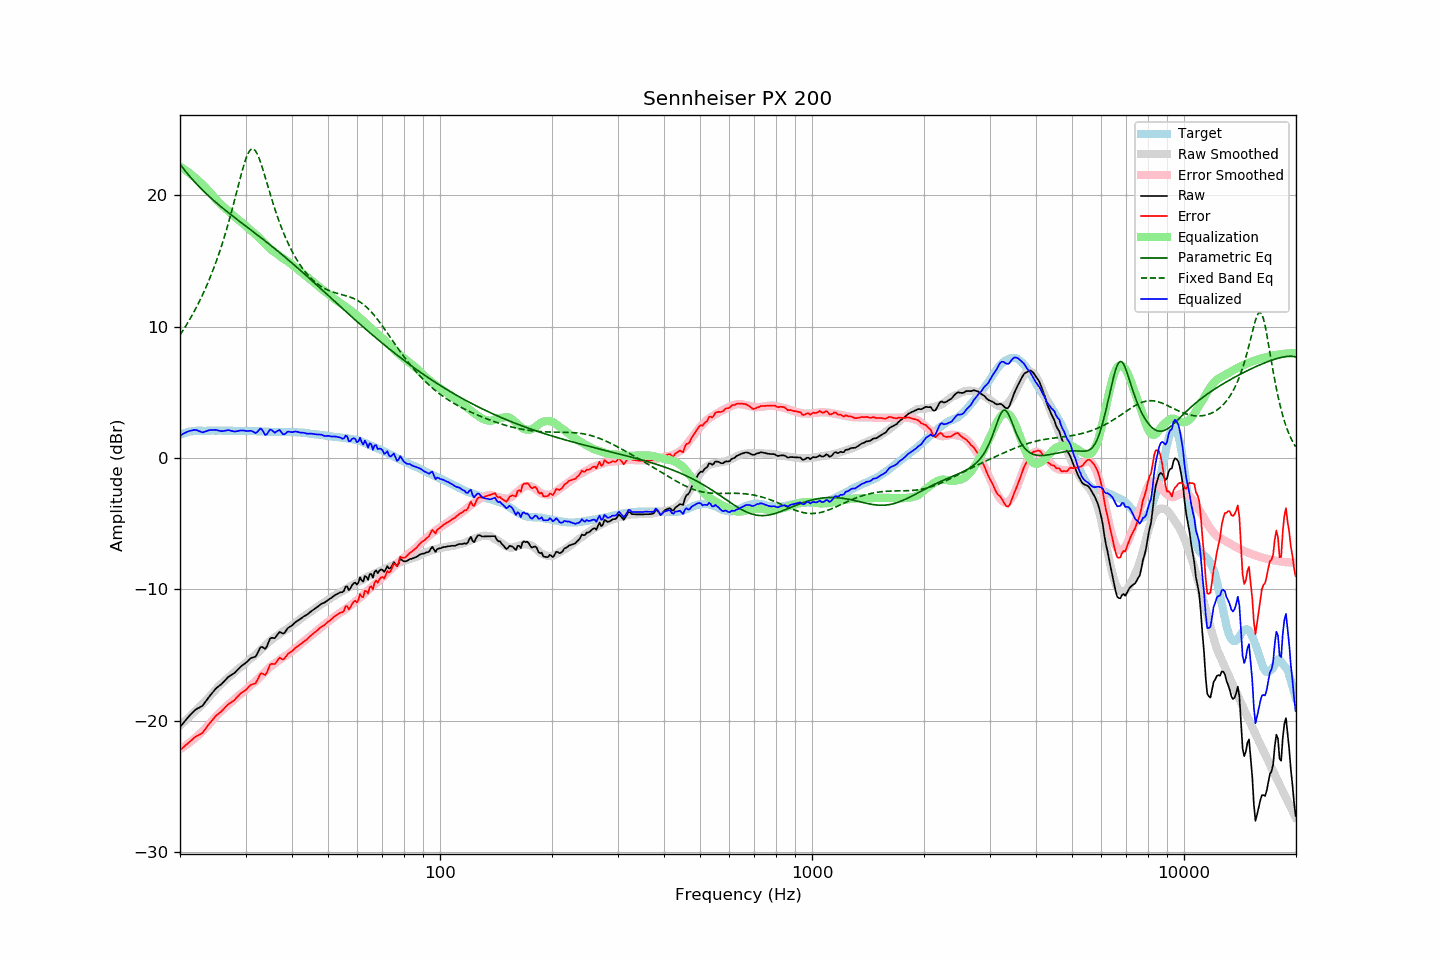 Sennheiser PX 200
Target
Raw Smoothed
Error Smoothed
Raw
Error
Equalization
Parametric Eq
Fixed Band Eq
Equalized
20
10
0
−10
−20
−30
Amplitude (dBr)
100
1000
10000
Frequency (Hz)